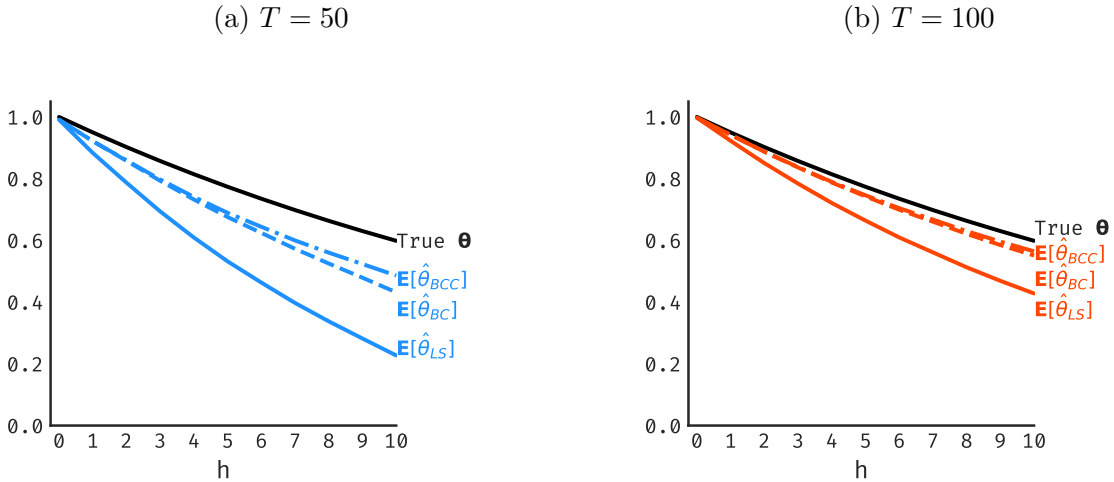 (a) T = 50
1.0
0.8
0.6
0.4
0.2
0.0
0 1 2 3 4 5 6 7 8 9 10
h
True θ
E[θ̂_BCC]
E[θ̂_BC]
E[θ̂_LS]
(b) T = 100
1.0
0.8
0.6
0.4
0.2
0.0
0 1 2 3 4 5 6 7 8 9 10
h
True θ
E[θ̂_BCC]
E[θ̂_BC]
E[θ̂_LS]